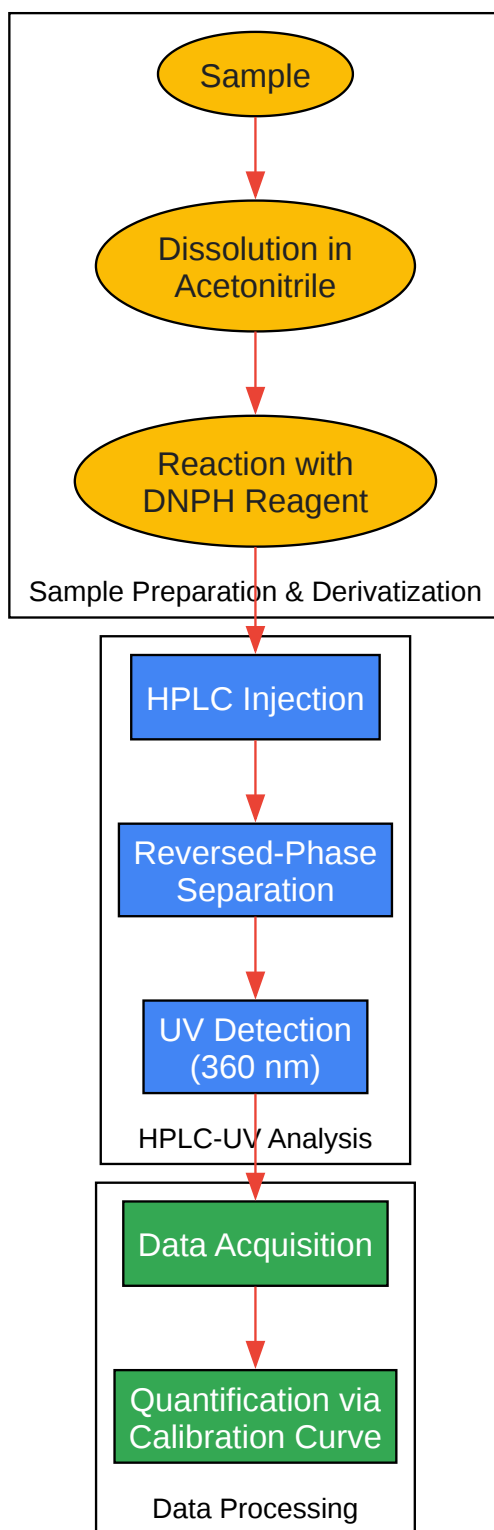 Sample
Dissolution in
Acetonitrile
Reaction with
DNPH Reagent
Sample Preparation & Derivatization
HPLC Injection
Reversed-Phase
Separation
UV Detection
(360 nm)
HPLC-UV Analysis
Data Acquisition
Quantification via
Calibration Curve
Data Processing